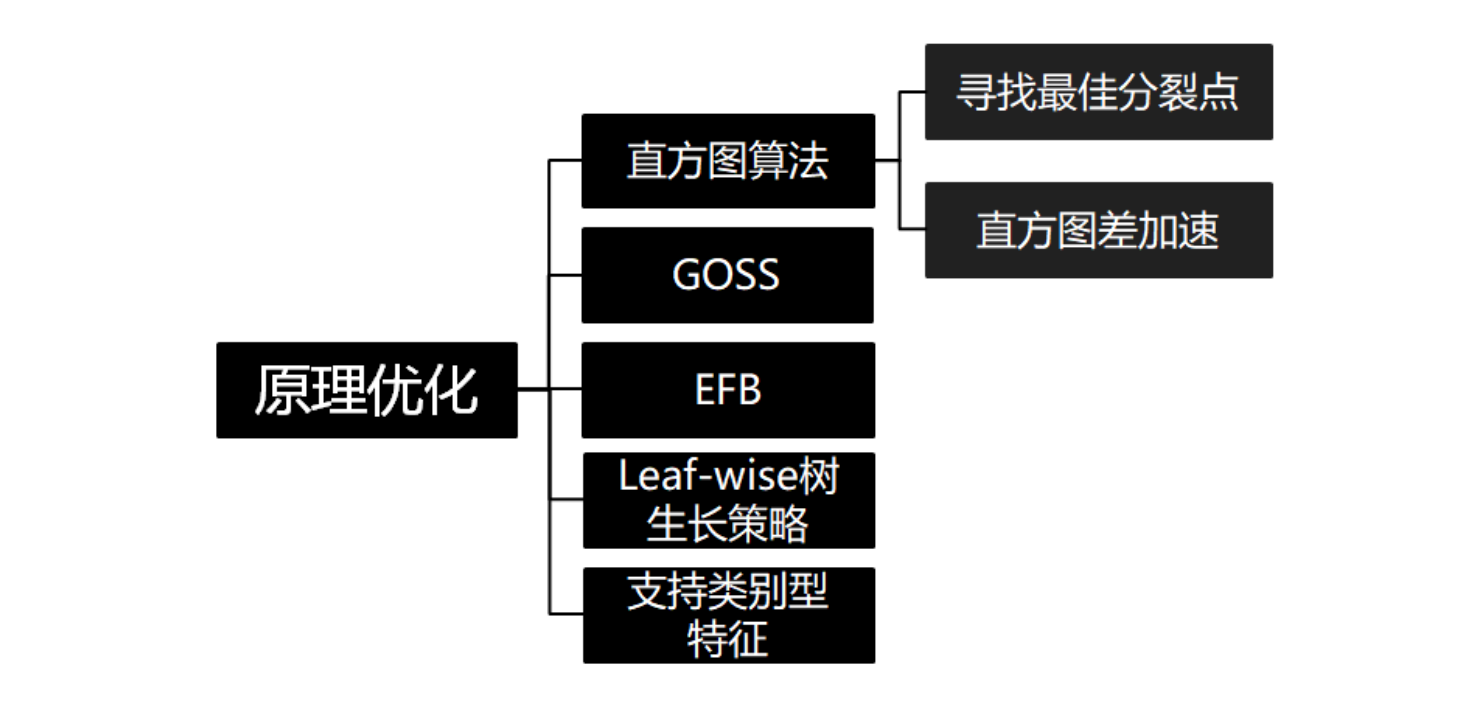 原理优化
直方图算法
寻找最佳分裂点
直方图差加速
GOSS
EFB
Leaf-wise树
生长策略
支持类别型
特征